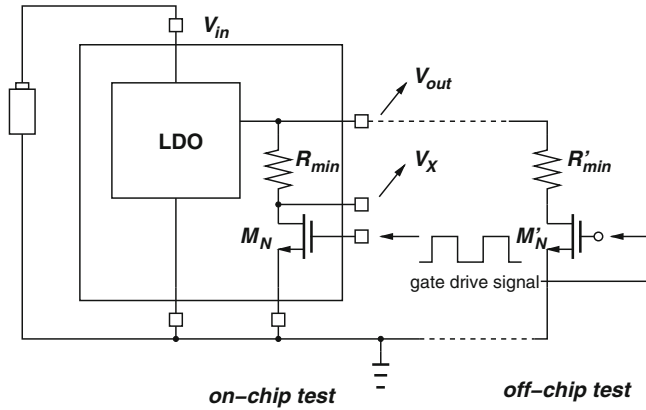 V_in
V_out
LDO
R_min
R'_min
V_X
M_N
M'_N
gate drive signal
on–chip test
off–chip test